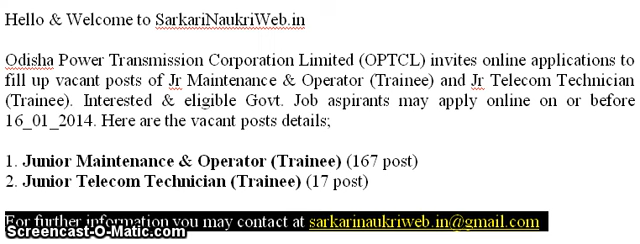 Hello & Welcome to SarkariNaukriWeb.in
Odisha Power Transmission Corporation Limited (OPTCL) invites online applications to
fill up vacant posts of Jr Maintenance & Operator (Trainee) and Jr Telecom Technician
(Trainee). Interested & eligible Govt. Job aspirants may apply online on or before
16_01_2014. Here are the vacant posts details;
1. Junior Maintenance & Operator (Trainee) (167 post)
2. Junior Telecom Technician (Trainee) (17 post)
For further information you may contact at sarkarinaukriweb.in@gmail.com
Screencast-O-Matic.com